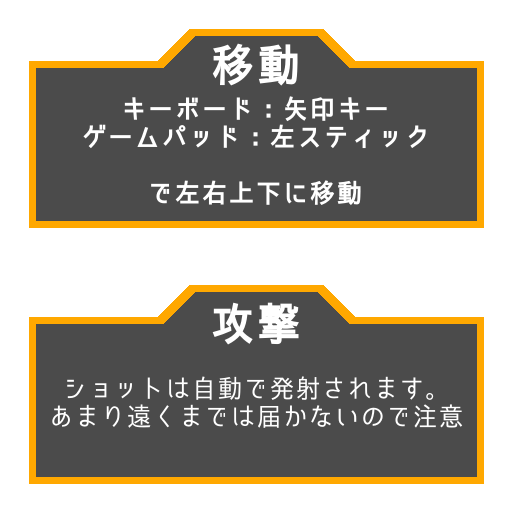 移動
キーボード：矢印キー
ゲームパッド：左スティック
で左右上下に移動
攻撃
ショットは自動で発射されます。
あまり遠くまでは届かないので注意